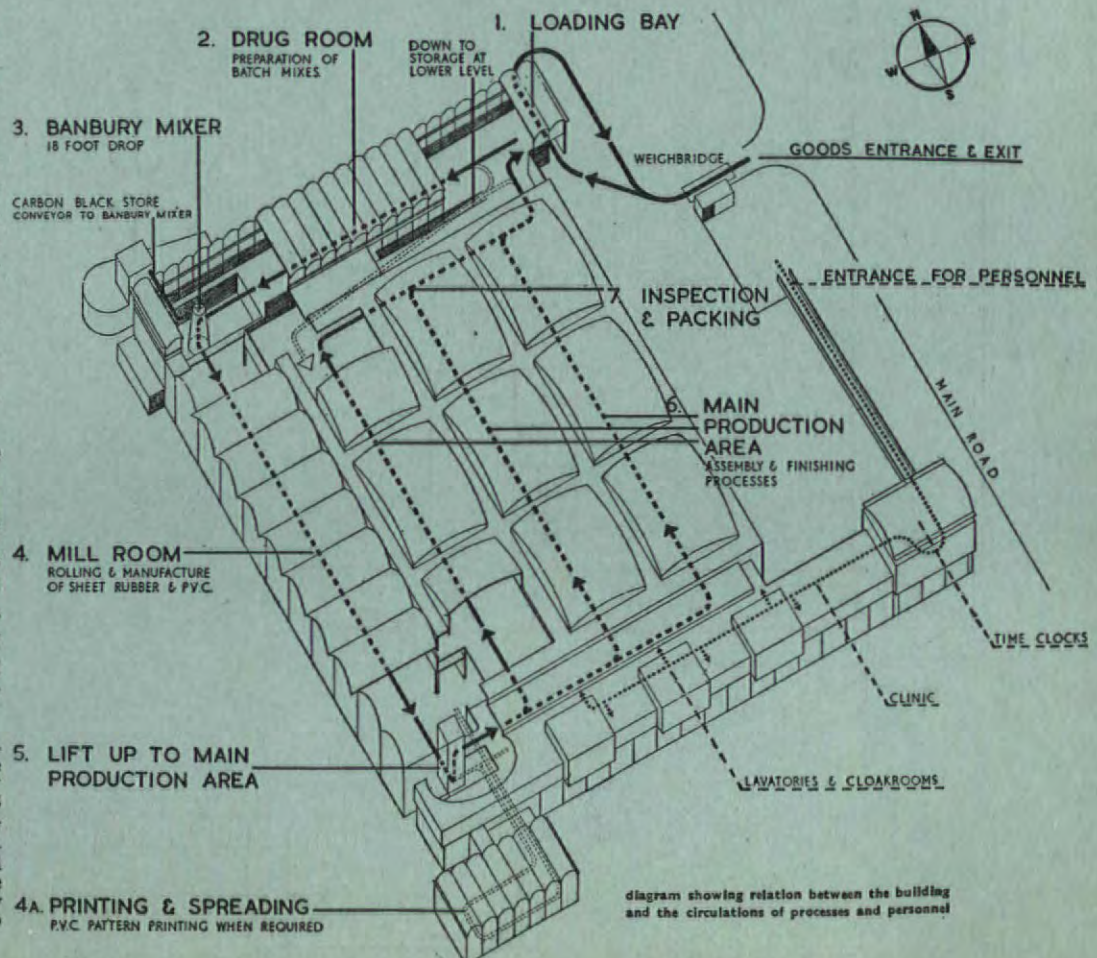 1. LOADING BAY
2. DRUG ROOM
PREPARATION OF
BATCH MIXES
DOWN TO
STORAGE AT
LOWER LEVEL
N
E
W
S
3. BANBURY MIXER
18 FOOT DROP
WEIGHBRIDGE
GOODS ENTRANCE & EXIT
CARBON BLACK STORE
CONVEYOR TO BANBURY MIXER
ENTRANCE FOR PERSONNEL
7. INSPECTION
& PACKING
MAIN ROAD
6. MAIN
PRODUCTION
AREA
ASSEMBLY & FINISHING
PROCESSES
4. MILL ROOM
ROLLING & MANUFACTURE
OF SHEET RUBBER & P.V.C.
TIME CLOCKS
CLINIC
5. LIFT UP TO MAIN
PRODUCTION AREA
LAVATORIES & CLOAKROOMS
4A. PRINTING & SPREADING
P.V.C. PATTERN PRINTING WHEN REQUIRED
diagram showing relation between the building
and the circulations of processes and personnel